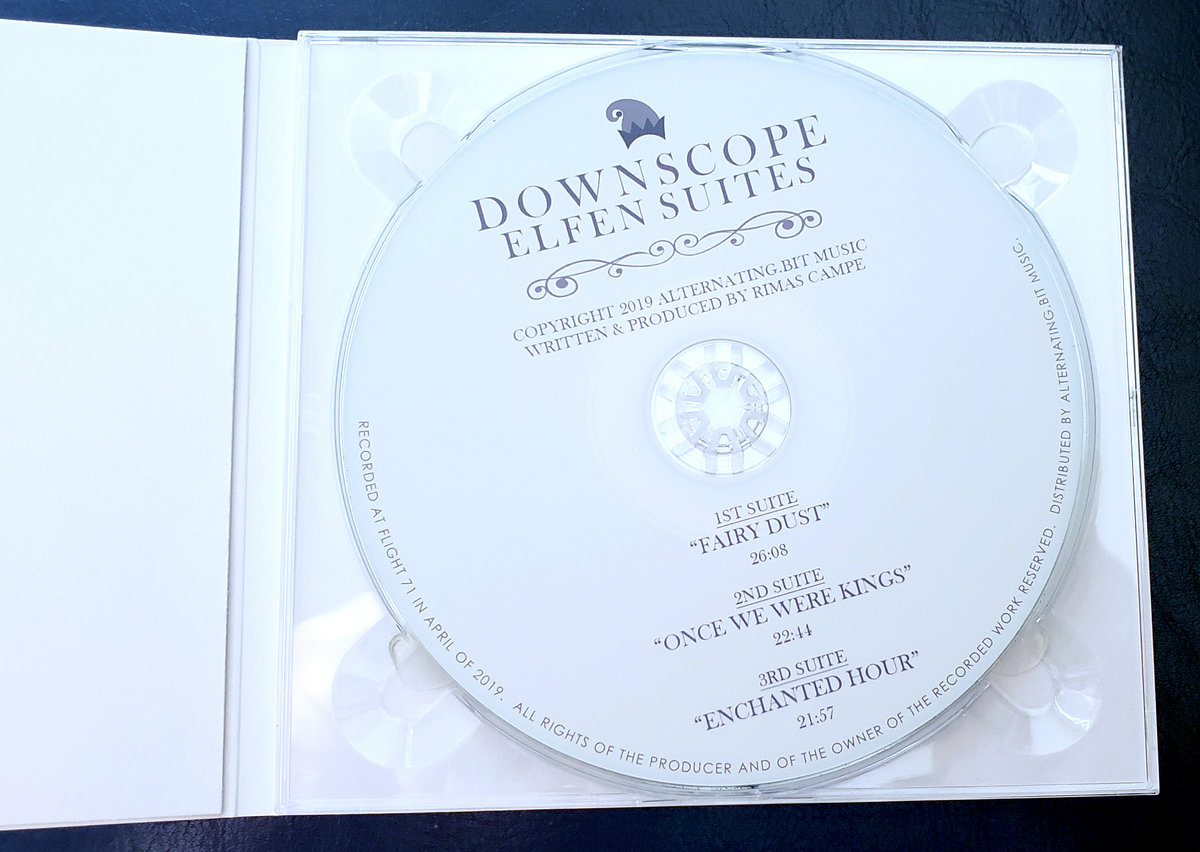 DOWNSCOPE
ELFEN SUITES
COPYRIGHT 2019 ALTERNATING.BIT MUSIC
WRITTEN & PRODUCED BY RIMAS CAMPE
1ST SUITE
“FAIRY DUST”
26:08
2ND SUITE
“ONCE WE WERE KINGS”
22:44
3RD SUITE
“ENCHANTED HOUR”
21:57
RECORDED AT FLIGHT 71 IN APRIL OF 2019. ALL RIGHTS OF THE PRODUCER AND OF THE OWNER OF THE RECORDED WORK RESERVED. DISTRIBUTED BY ALTERNATING.BIT MUSIC.